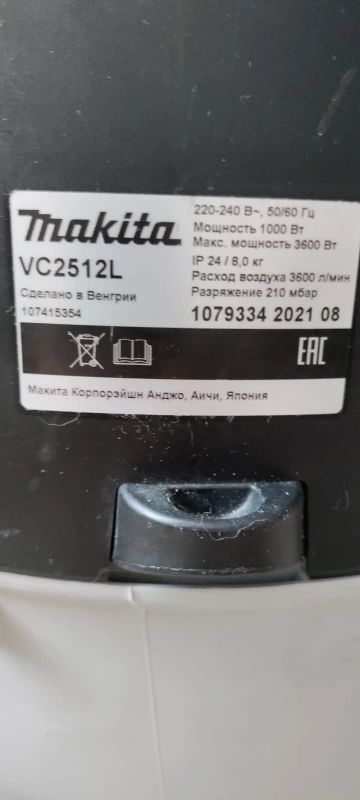 makita
VC2512L
Сделано в Венгрии
107415354
220-240 В~, 50/60 Гц
Мощность 1000 Вт
Макс. мощность 3600 Вт
IP 24 / 8,0 кг
Расход воздуха 3600 л/мин
Разряжение 210 мбар
1079334 2021 08
EAC
Макита Корпорэйшн Анджо, Аичи, Япония